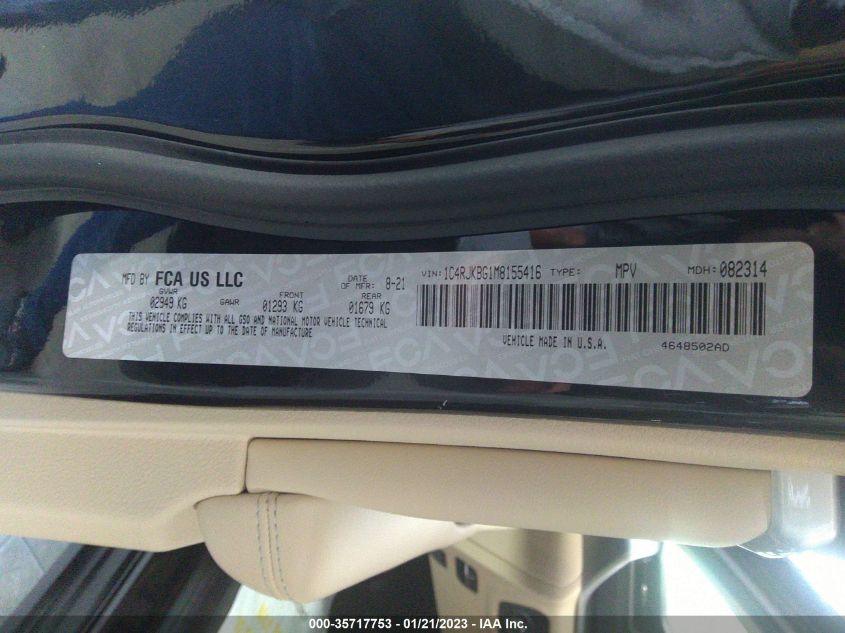 MFD BY FCA US LLC DATE OF MFR: 8-21 VIN: 1C4RJKBG1M8155416 TYPE: MPV MDH: 082314
GVWR 02949 KG GAWR FRONT 01293 KG REAR 01679 KG
THIS VEHICLE COMPLIES WITH ALL GSO AND NATIONAL MOTOR VEHICLE TECHNICAL
REGULATIONS IN EFFECT UP TO THE DATE OF MANUFACTURE
VEHICLE MADE IN U.S.A. 4648502AD
000-35717753 – 01/21/2023 – © IAA Inc.